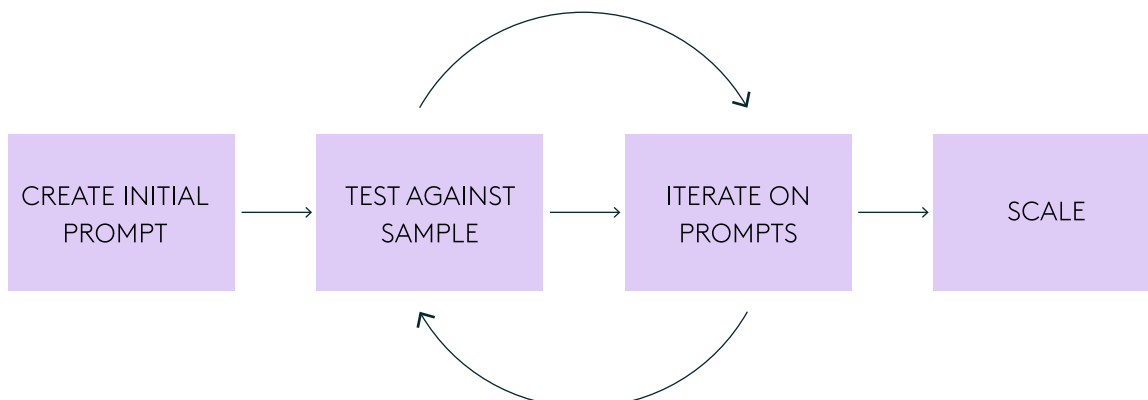 CREATE INITIAL
PROMPT
TEST AGAINST
SAMPLE
ITERATE ON
PROMPTS
SCALE